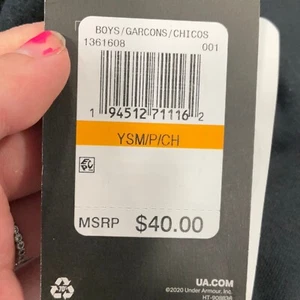 BOYS/GARCONS/CHICOS
1361608 001
1 94512 71116 2
YSM/P/CH
MSRP $40.00
UA.COM
©2020 Under Armour, Inc.